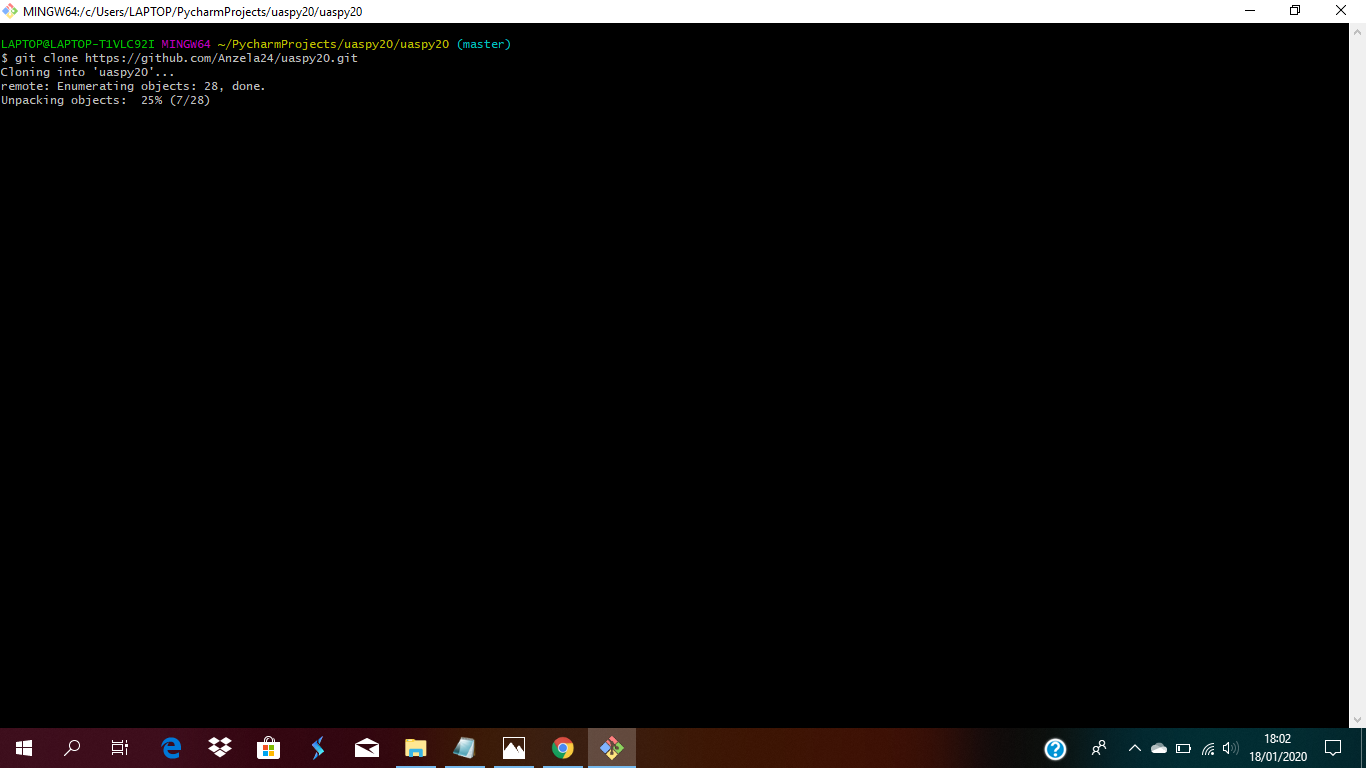 MINGW64:/c/Users/LAPTOP/PycharmProjects/uaspy20/uaspy20
LAPTOP@LAPTOP-T1VLC92I MINGW64 ~/PycharmProjects/uaspy20/uaspy20 (master)
$ git clone https://github.com/Anzela24/uaspy20.git
Cloning into 'uaspy20'...
remote: Enumerating objects: 28, done.
Unpacking objects:  25% (7/28)
18:02
18/01/2020